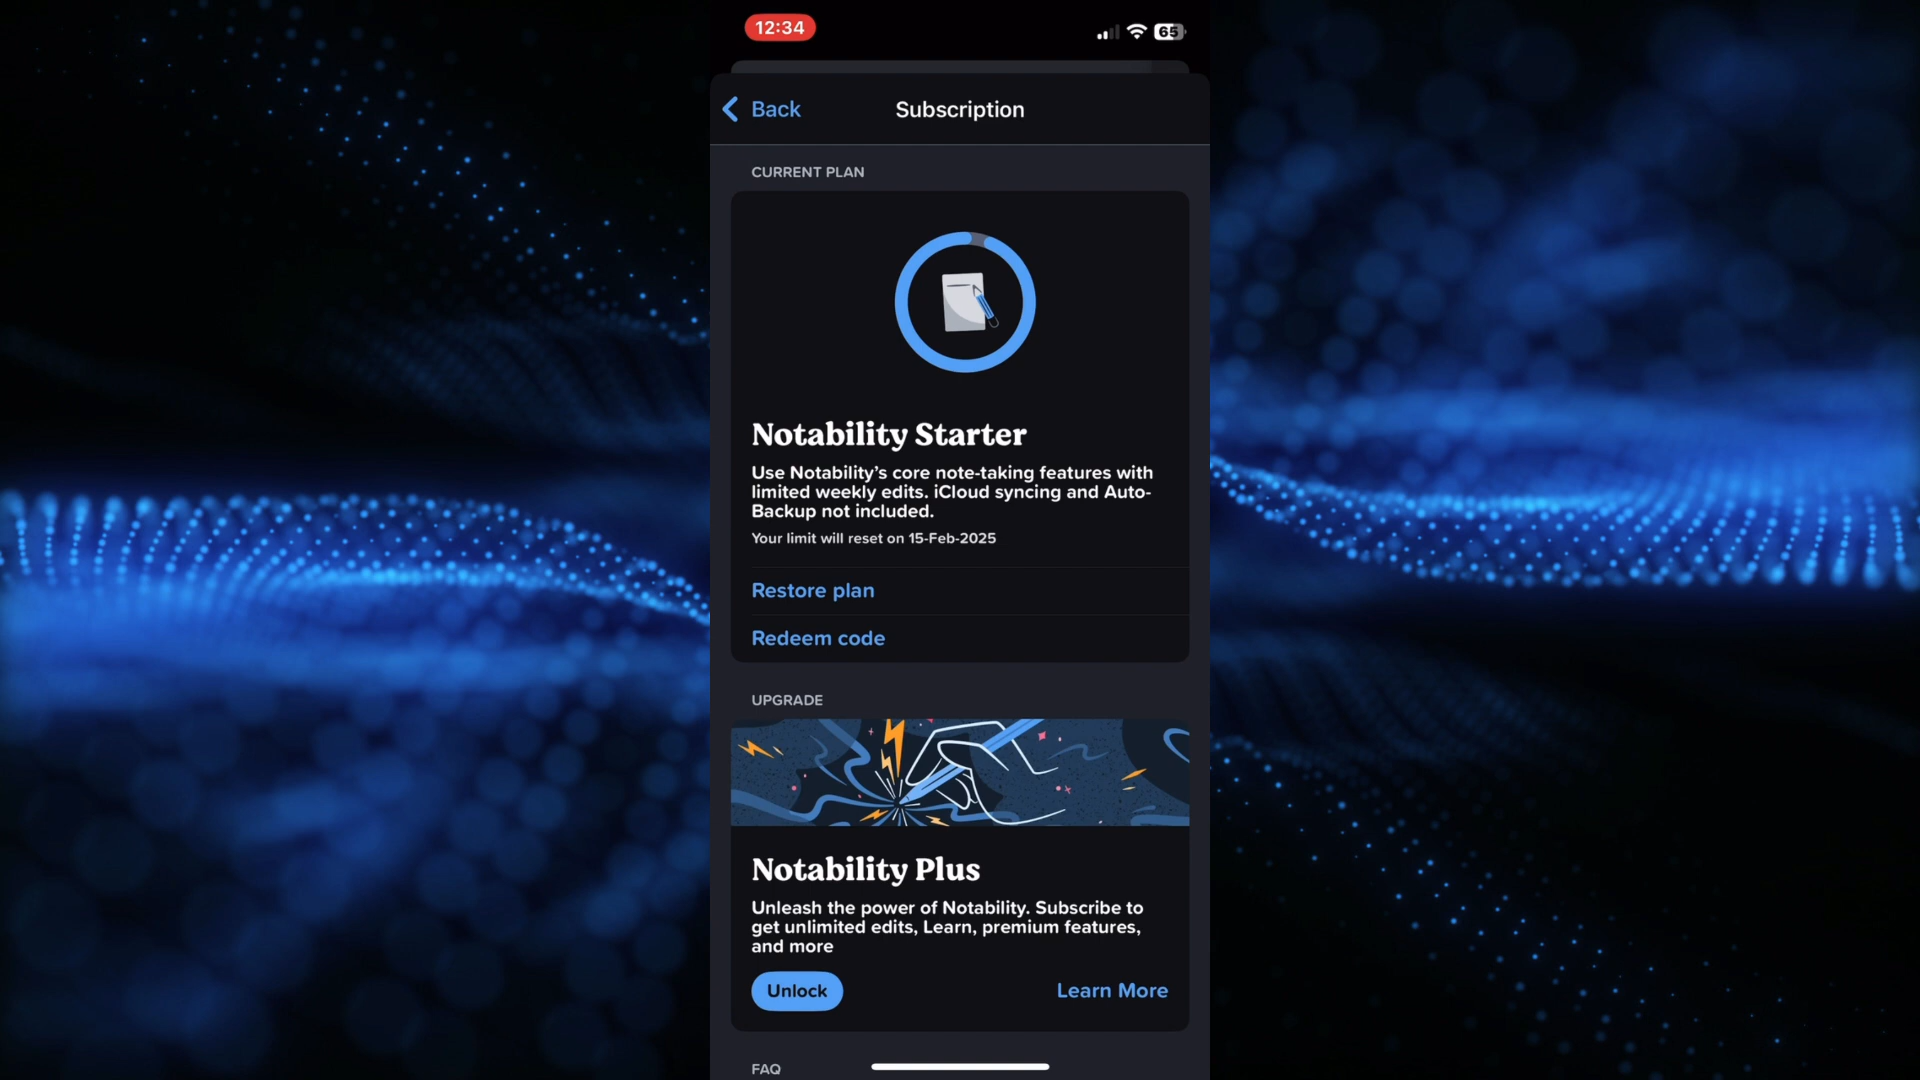 12:34
65
Back
Subscription
CURRENT PLAN
Notability Starter
Use Notability’s core note-taking features with
limited weekly edits. iCloud syncing and Auto-
Backup not included.
Your limit will reset on 15-Feb-2025
Restore plan
Redeem code
UPGRADE
Notability Plus
Unleash the power of Notability. Subscribe to
get unlimited edits, Learn, premium features,
and more
Unlock
Learn More
FAQ